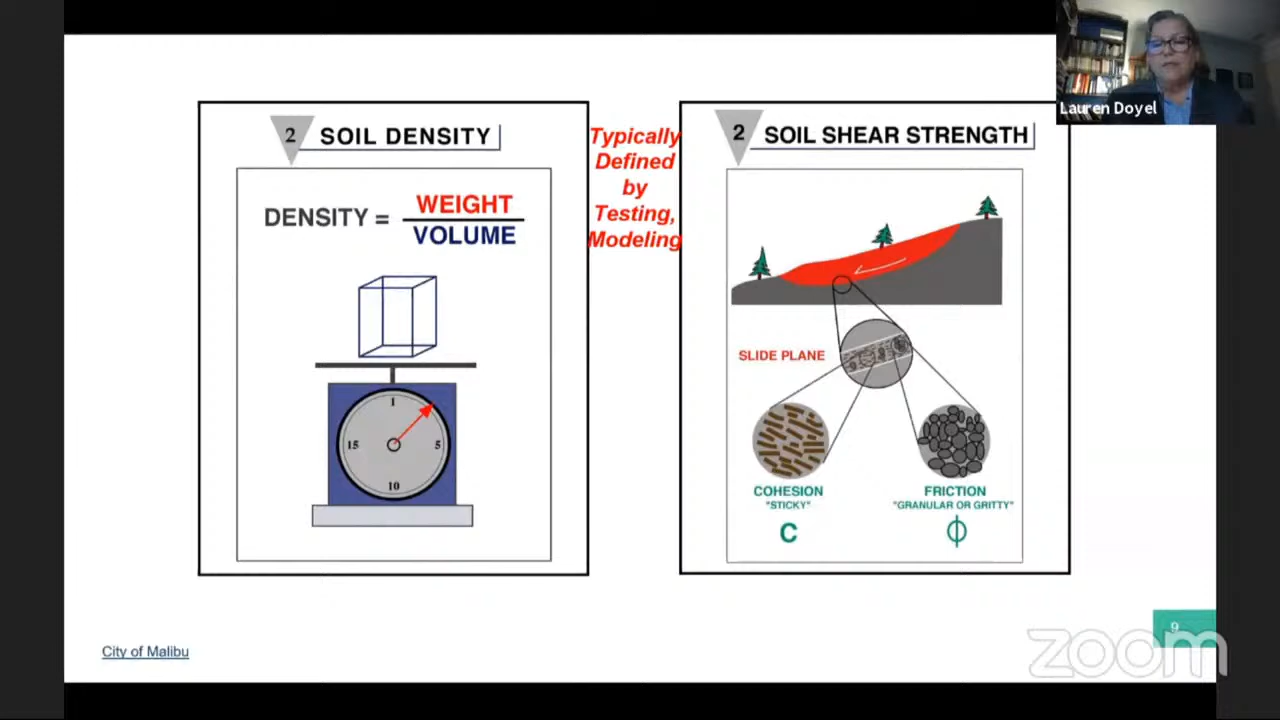 Lauren Doyel
2
SOIL DENSITY
DENSITY =
WEIGHT
VOLUME
1
15
5
10
Typically
Defined
by
Testing,
Modeling
2
SOIL SHEAR STRENGTH
SLIDE PLANE
COHESION
"STICKY"
C
FRICTION
"GRANULAR OR GRITTY"
Φ
City of Malibu
9
zoom